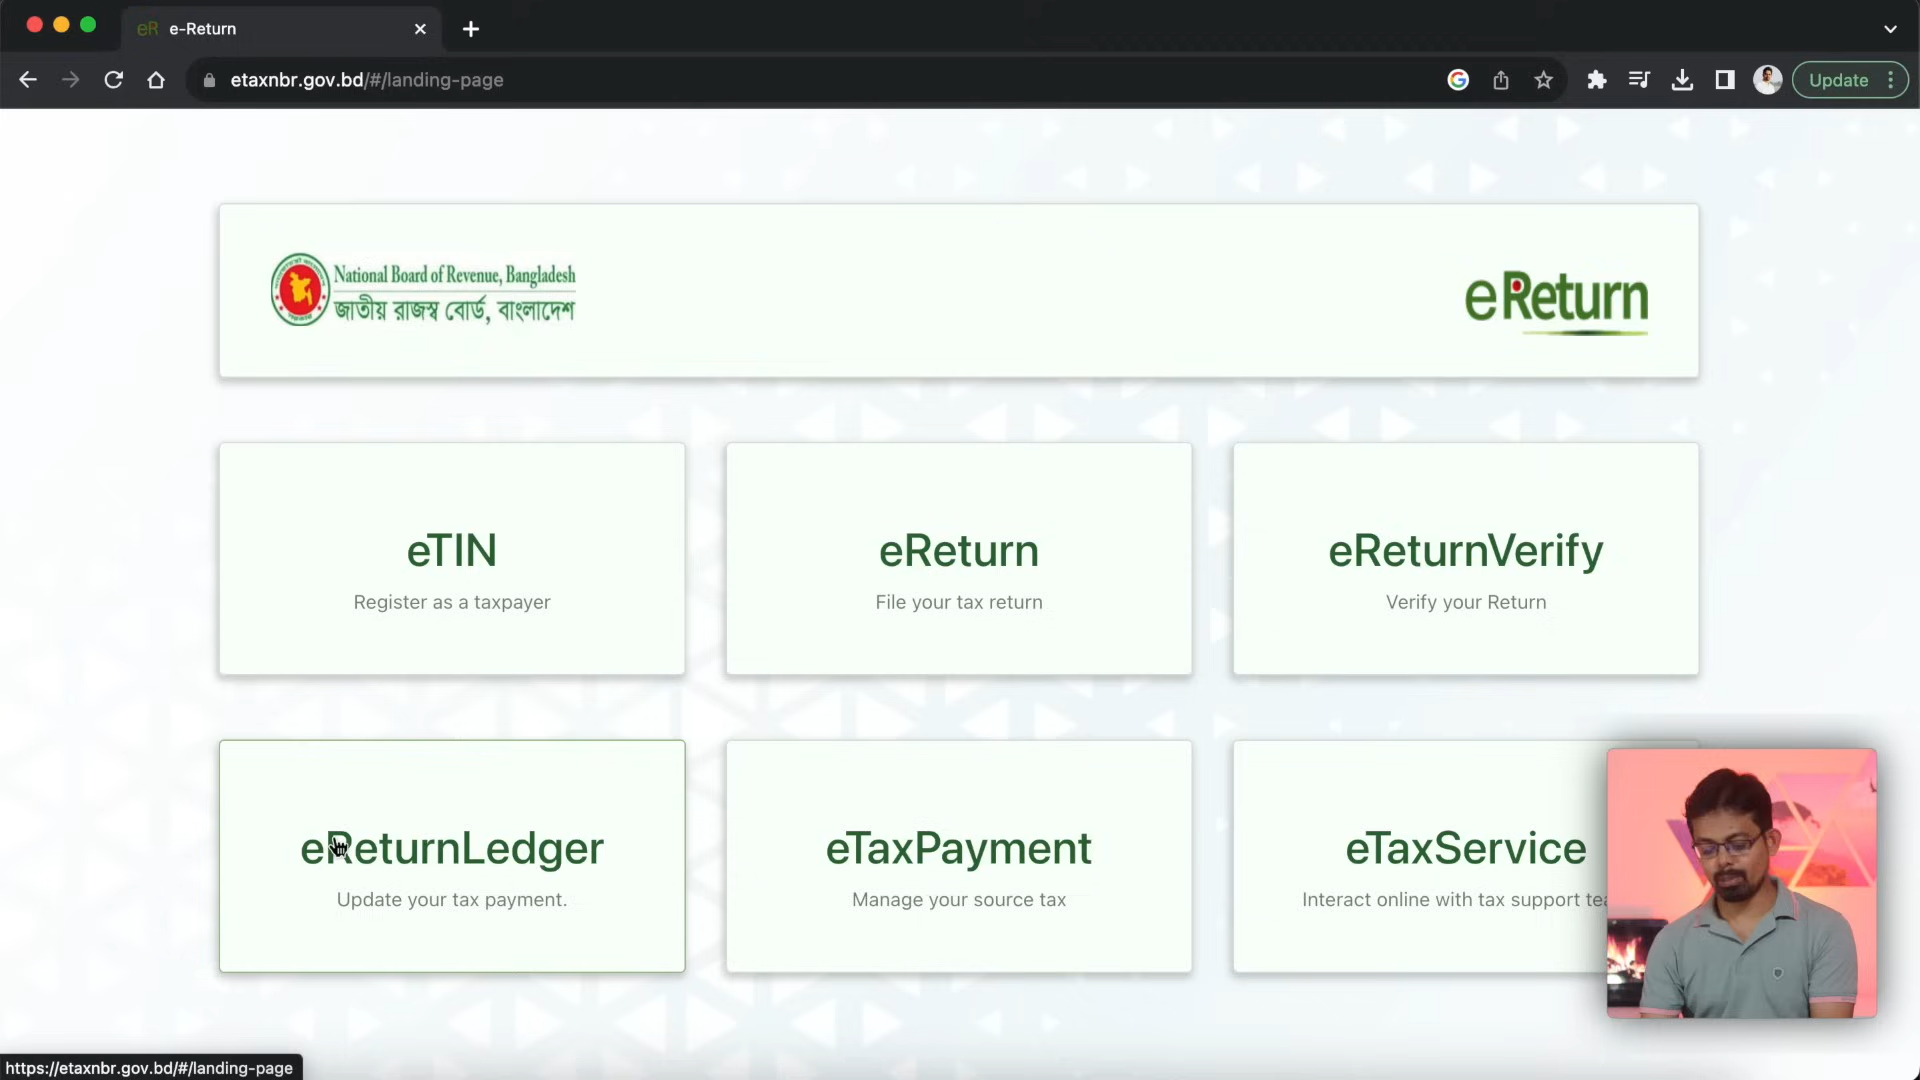 eR e-Return
etaxnbr.gov.bd/#/landing-page
Update
National Board of Revenue, Bangladesh
জাতীয় রাজস্ব বোর্ড, বাংলাদেশ
eReturn
eTIN
Register as a taxpayer
eReturn
File your tax return
eReturnVerify
Verify your Return
eReturnLedger
Update your tax payment.
eTaxPayment
Manage your source tax
eTaxService
Interact online with tax support
https://etaxnbr.gov.bd/#/landing-page